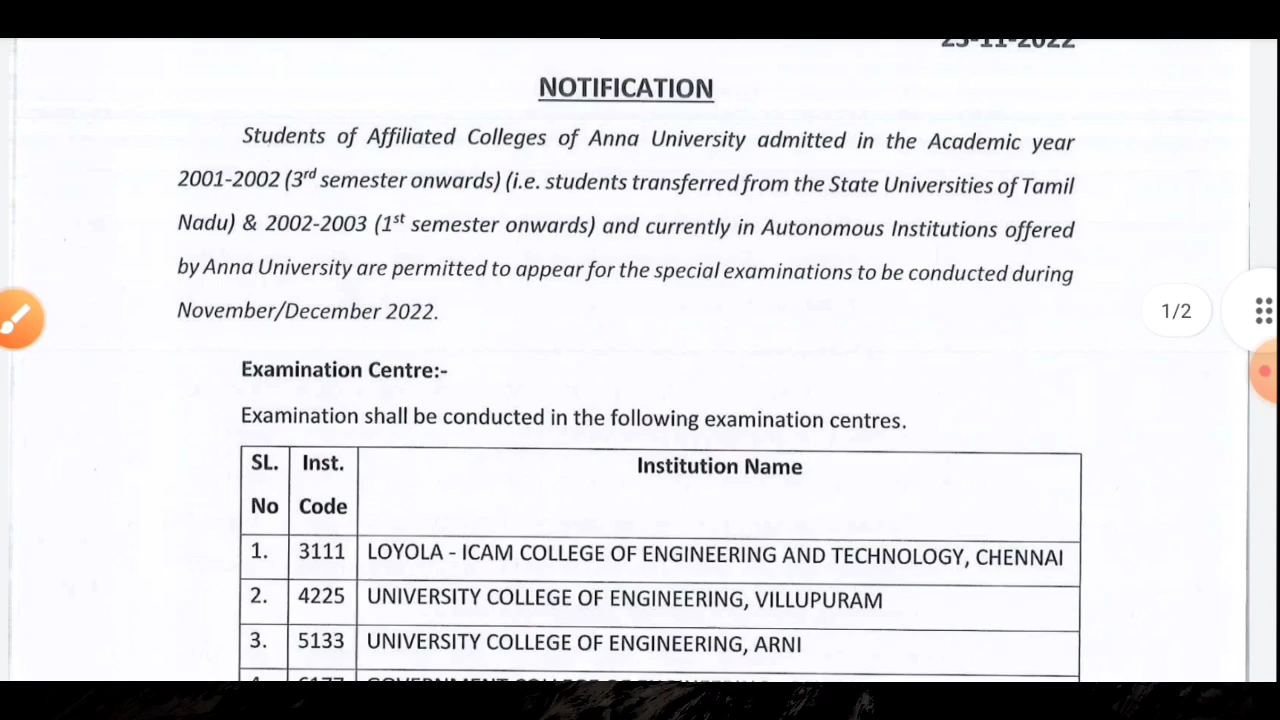 23-11-2022
NOTIFICATION
Students of Affiliated Colleges of Anna University admitted in the Academic year
2001-2002 (3rd semester onwards) (i.e. students transferred from the State Universities of Tamil
Nadu) & 2002-2003 (1st semester onwards) and currently in Autonomous Institutions offered
by Anna University are permitted to appear for the special examinations to be conducted during
November/December 2022.
1/2
Examination Centre:-
Examination shall be conducted in the following examination centres.
SL. No Inst. Code Institution Name
1. 3111 LOYOLA - ICAM COLLEGE OF ENGINEERING AND TECHNOLOGY, CHENNAI
2. 4225 UNIVERSITY COLLEGE OF ENGINEERING, VILLUPURAM
3. 5133 UNIVERSITY COLLEGE OF ENGINEERING, ARNI